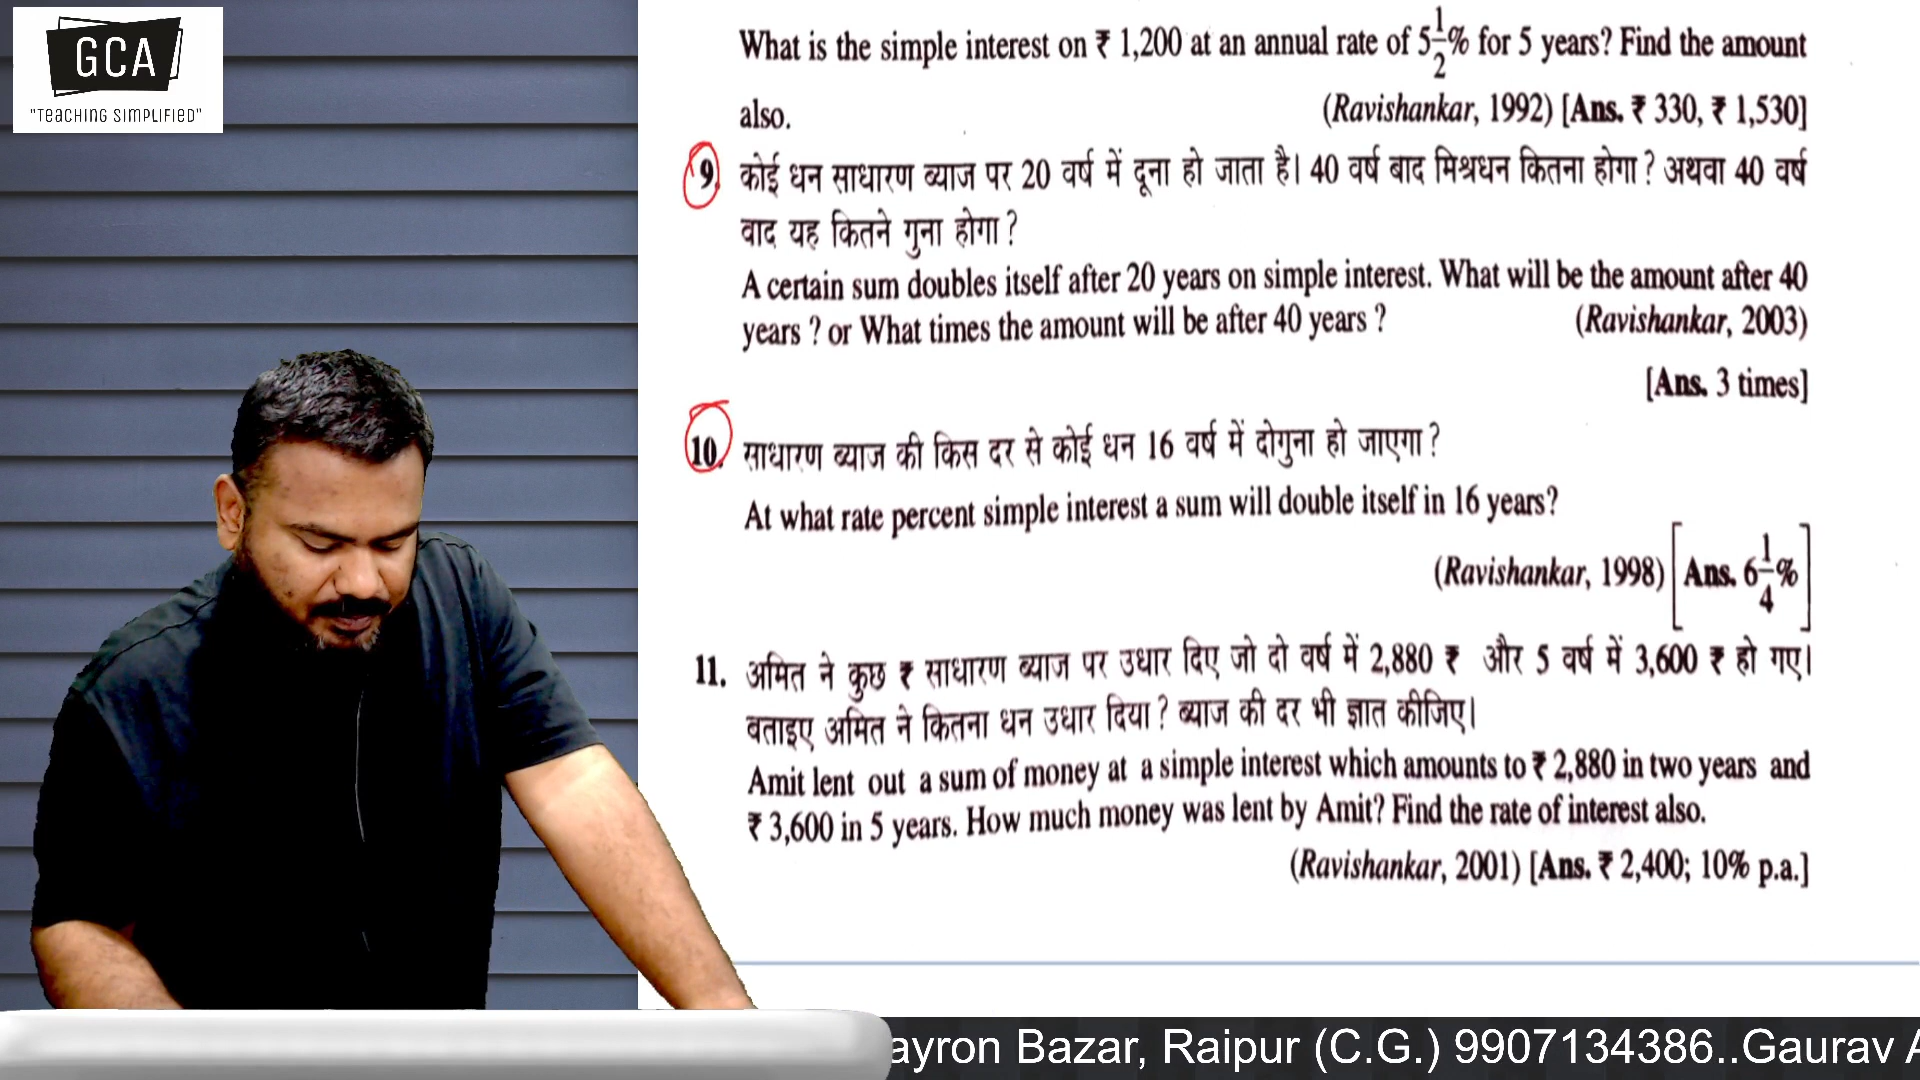 GCA
"TEACHING SIMPLIFIED"
What is the simple interest on ₹ 1,200 at an annual rate of 5 1/2% for 5 years? Find the amount
also. (Ravishankar, 1992) [Ans. ₹ 330, ₹ 1,530]
9. कोई धन साधारण ब्याज पर 20 वर्ष में दूना हो जाता है। 40 वर्ष बाद मिश्रधन कितना होगा? अथवा 40 वर्ष
वाद यह कितने गुना होगा?
A certain sum doubles itself after 20 years on simple interest. What will be the amount after 40
years ? or What times the amount will be after 40 years ? (Ravishankar, 2003)
[Ans. 3 times]
10. साधारण ब्याज की किस दर से कोई धन 16 वर्ष में दोगुना हो जाएगा?
At what rate percent simple interest a sum will double itself in 16 years?
(Ravishankar, 1998) [Ans. 6 1/4%]
11. अमित ने कुछ ₹ साधारण ब्याज पर उधार दिए जो दो वर्ष में 2,880 ₹ और 5 वर्ष में 3,600 ₹ हो गए।
बताइए अमित ने कितना धन उधार दिया? ब्याज की दर भी ज्ञात कीजिए।
Amit lent out a sum of money at a simple interest which amounts to ₹ 2,880 in two years and
₹ 3,600 in 5 years. How much money was lent by Amit? Find the rate of interest also.
(Ravishankar, 2001) [Ans. ₹ 2,400; 10% p.a.]
ayron Bazar, Raipur (C.G.) 9907134386..Gaurav A